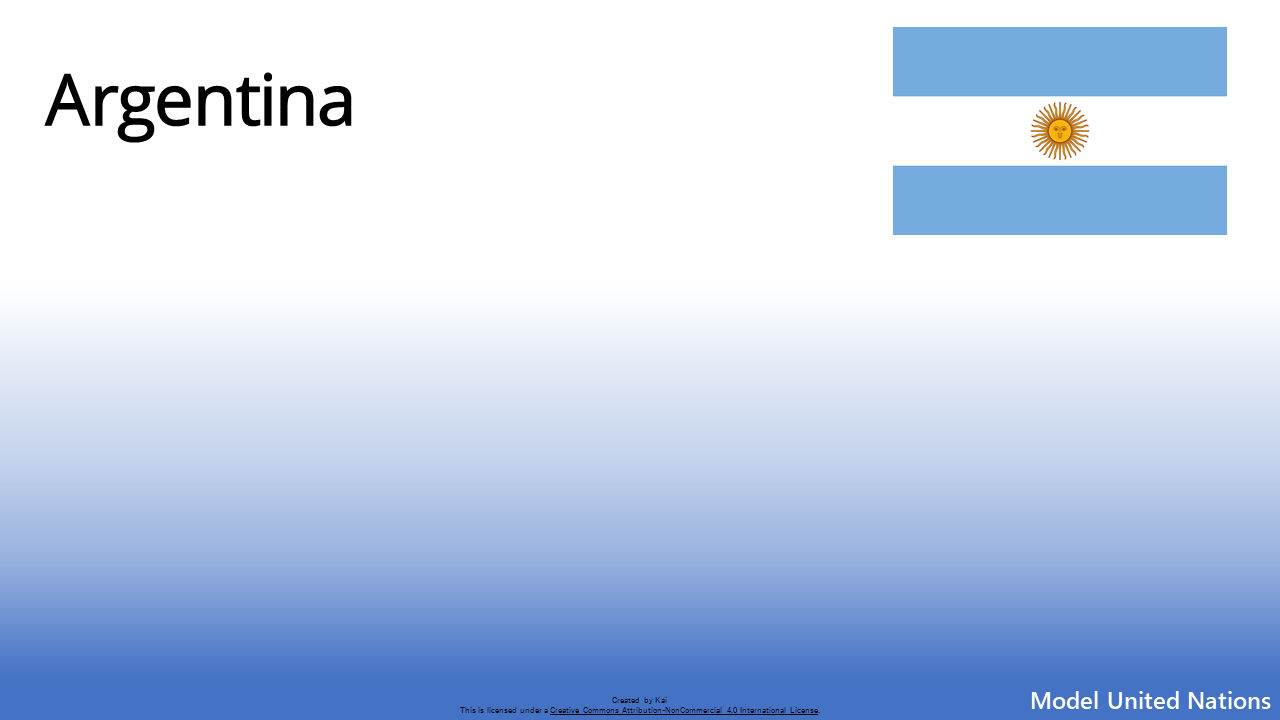 Argentina
Created by Kai
This is licensed under a Creative Commons Attribution-NonCommercial 4.0 International License.
Model United Nations